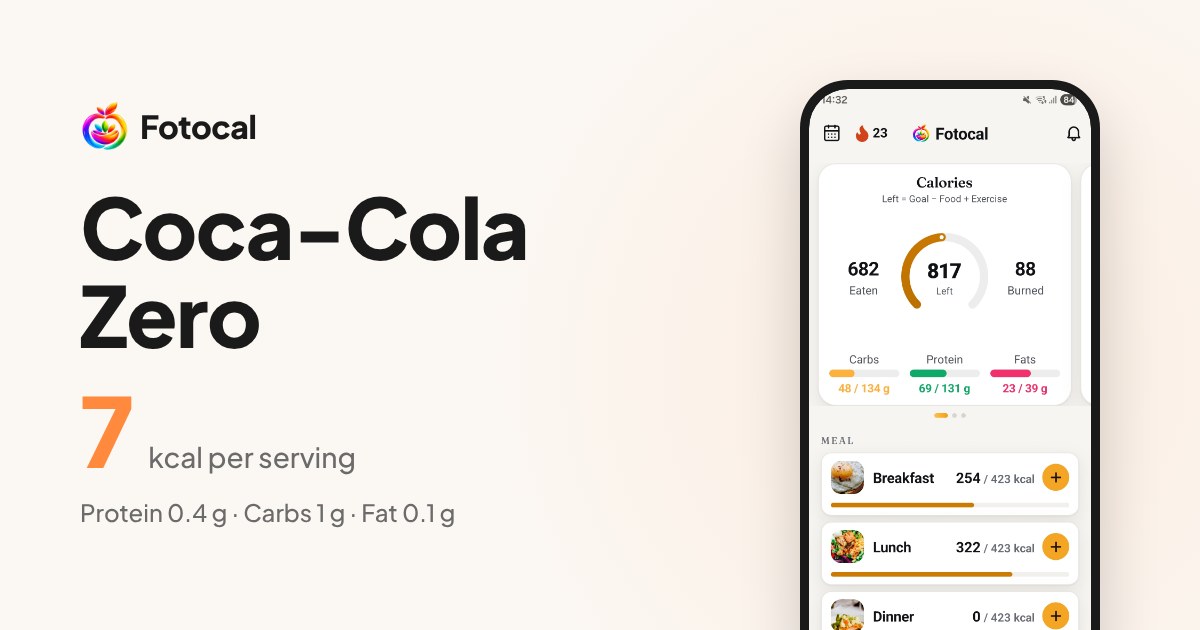 Fotocal
Coca-Cola
Zero
7 kcal per serving
Protein 0.4 g · Carbs 1 g · Fat 0.1 g
14:32
84
23
Fotocal
Calories
Left = Goal - Food + Exercise
682
Eaten
817
Left
88
Burned
Carbs
Protein
Fats
48 / 134 g
69 / 131 g
23 / 39 g
MEAL
Breakfast 254 / 423 kcal
Lunch 322 / 423 kcal
Dinner 0 / 423 kcal